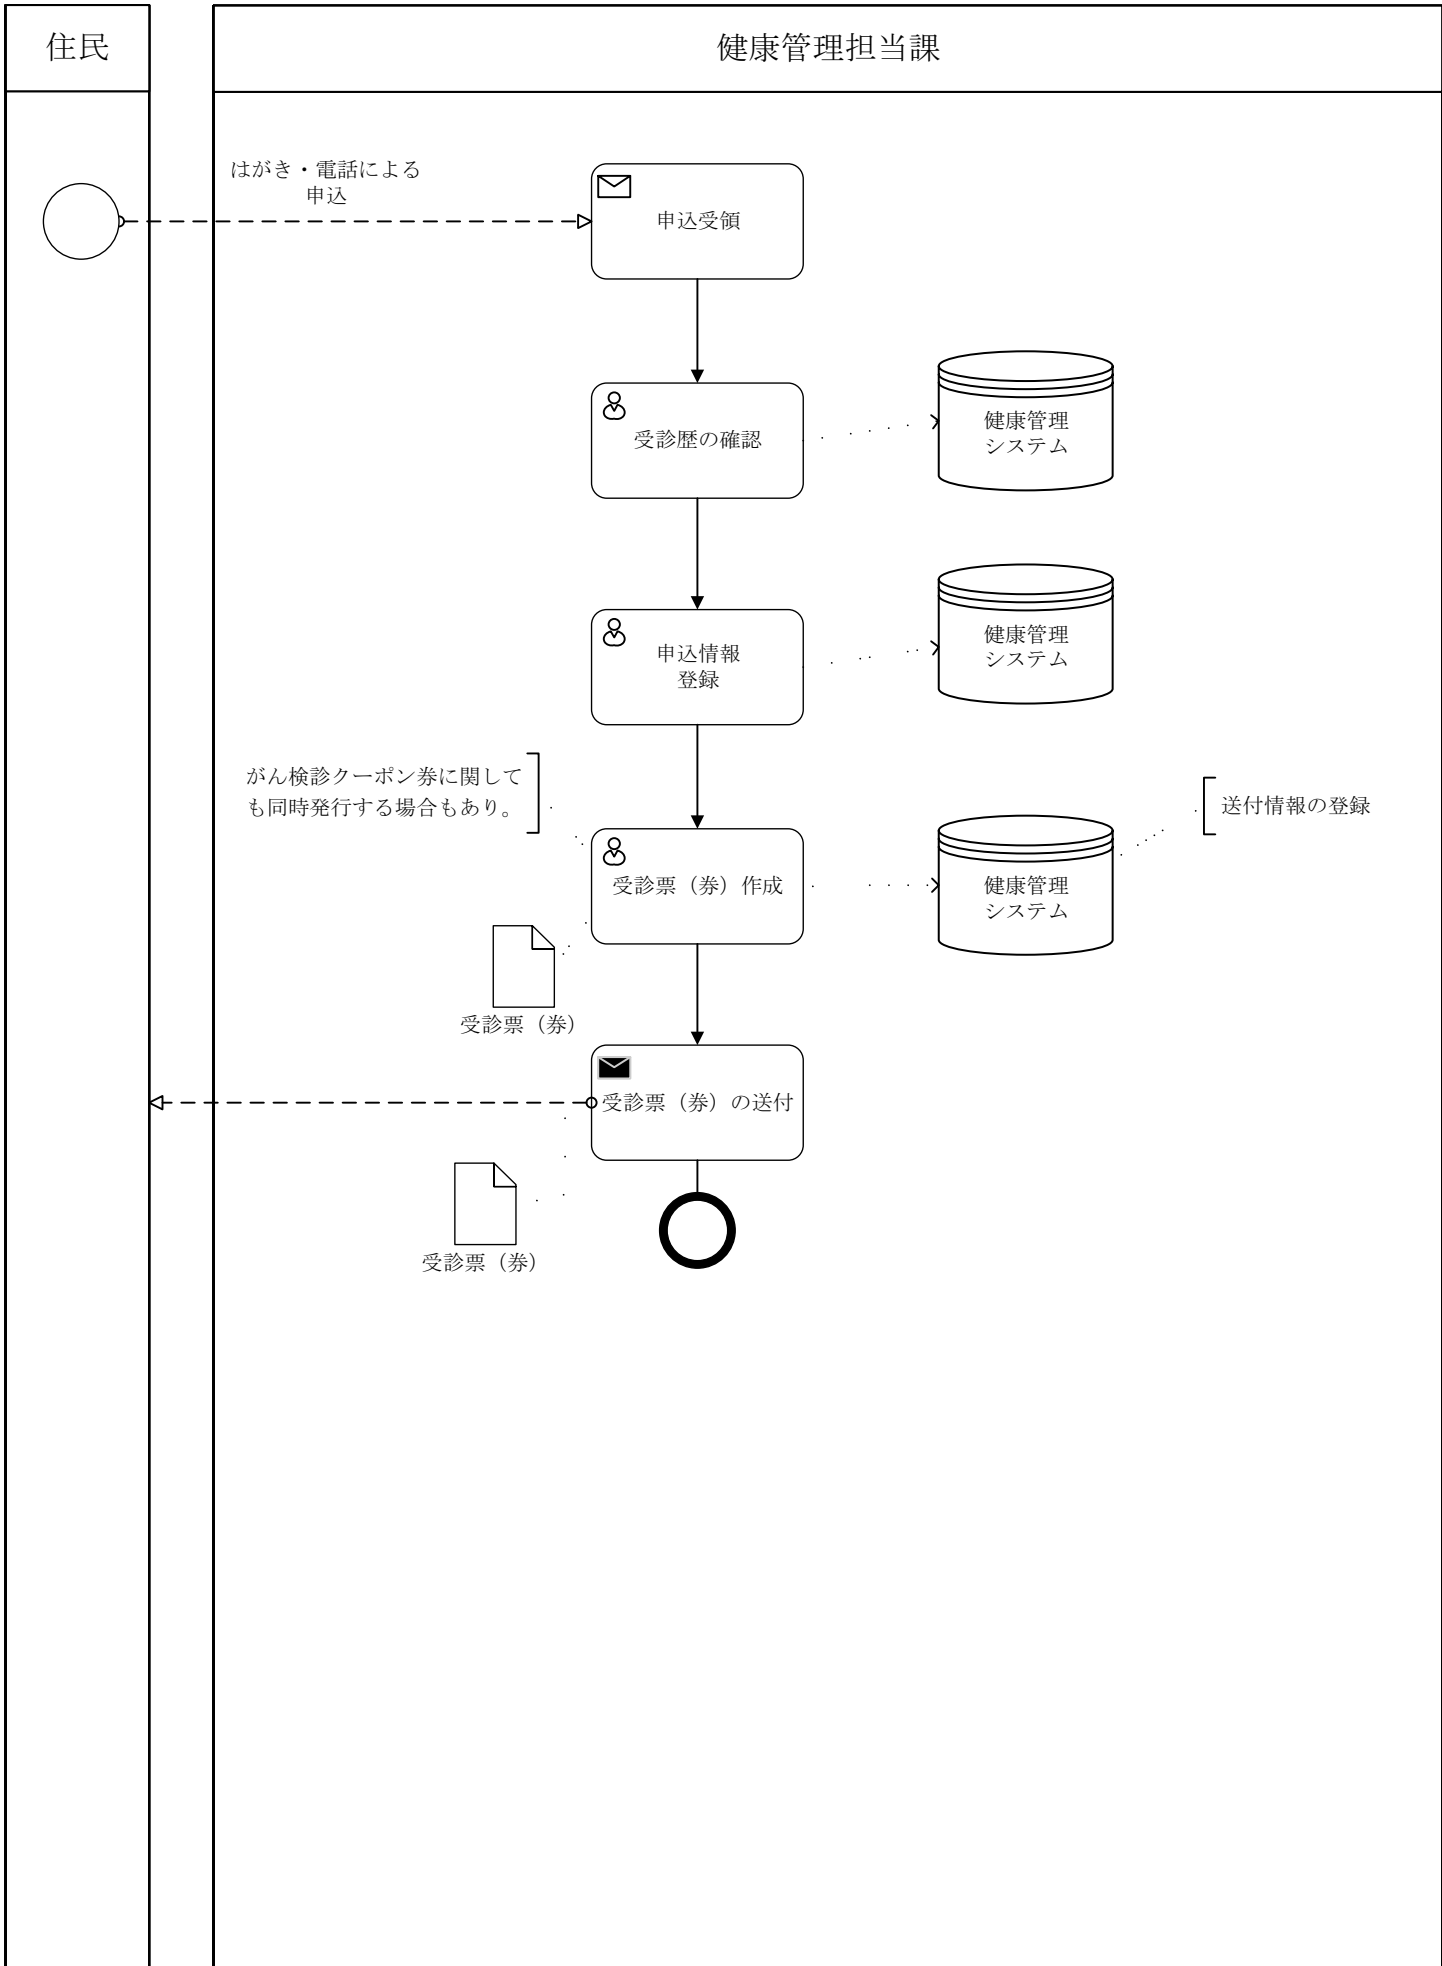 住民
健康管理担当課
はがき・電話による
申込
申込受領
受診歴の確認
健康管理
システム
申込情報
登録
健康管理
システム
がん検診クーポン券に関して
も同時発行する場合もあり。
送付情報の登録
受診票（券）作成
健康管理
システム
受診票（券）
受診票（券）の送付
受診票（券）